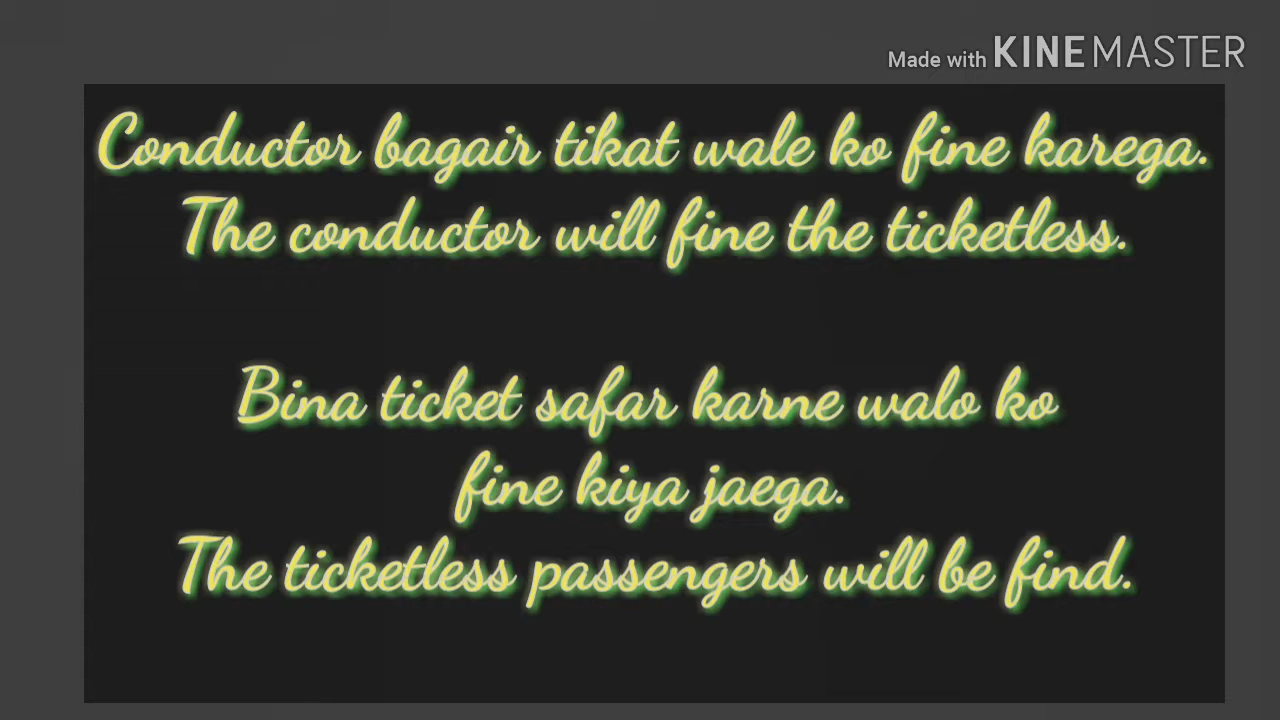 Made with KINEMASTER
Conductor bagair tikat wale ko fine karega.
The conductor will fine the ticketless.
Bina ticket safar karne walo ko
fine kiya jaega.
The ticketless passengers will be find.